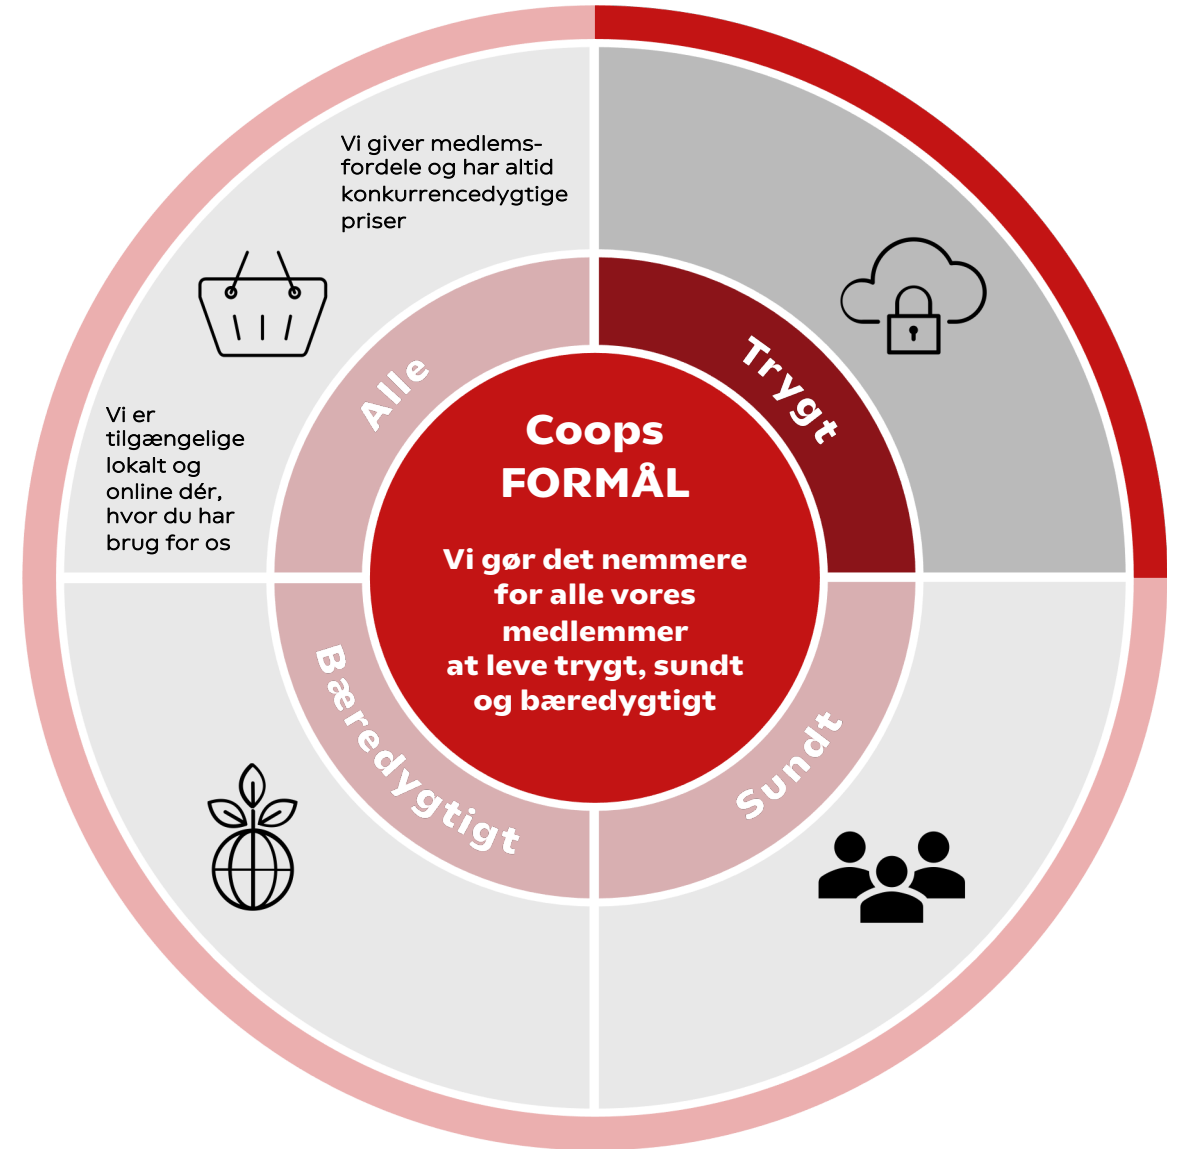 Vi giver medlems-
fordele og har altid
konkurrencedygtige
priser
Vi er
tilgængelige
lokalt og
online dér,
hvor du har
brug for os
Alle
Trygt
Coops
FORMÅL
Vi gør det nemmere
for alle vores
medlemmer
at leve trygt, sundt
og bæredygtigt
Bæredygtigt
Sundt